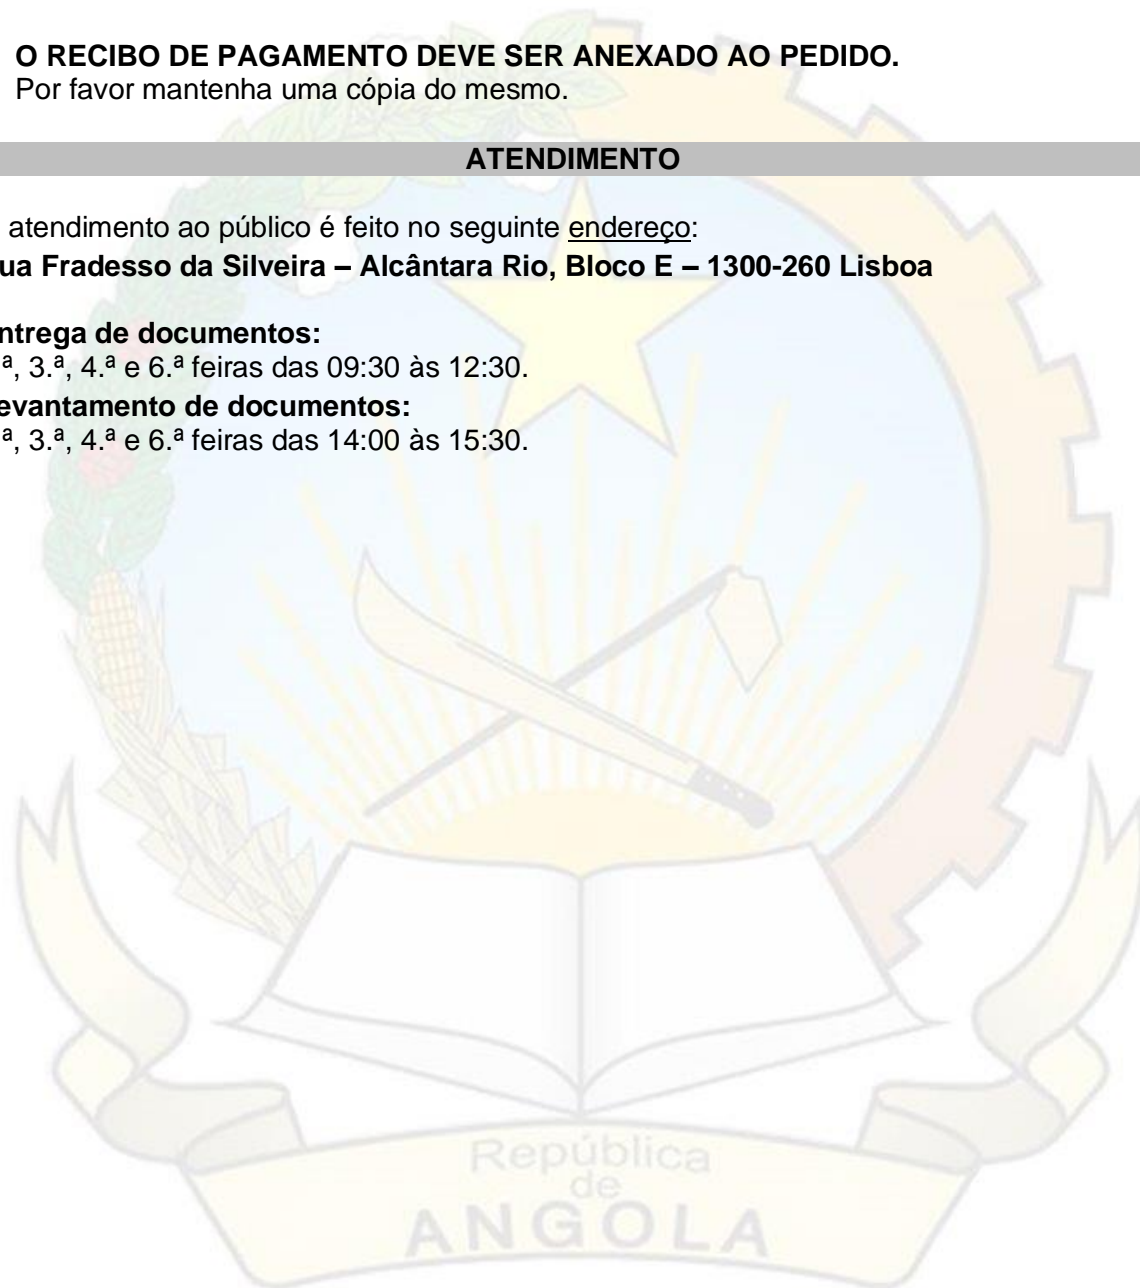 O RECIBO DE PAGAMENTO DEVE SER ANEXADO AO PEDIDO.
Por favor mantenha uma cópia do mesmo.
ATENDIMENTO
atendimento ao público é feito no seguinte endereço:
ua Fradesso da Silveira – Alcântara Rio, Bloco E – 1300-260 Lisboa
ntrega de documentos:
ª, 3.ª, 4.ª e 6.ª feiras das 09:30 às 12:30.
evantamento de documentos:
ª, 3.ª, 4.ª e 6.ª feiras das 14:00 às 15:30.
República
de
ANGOLA